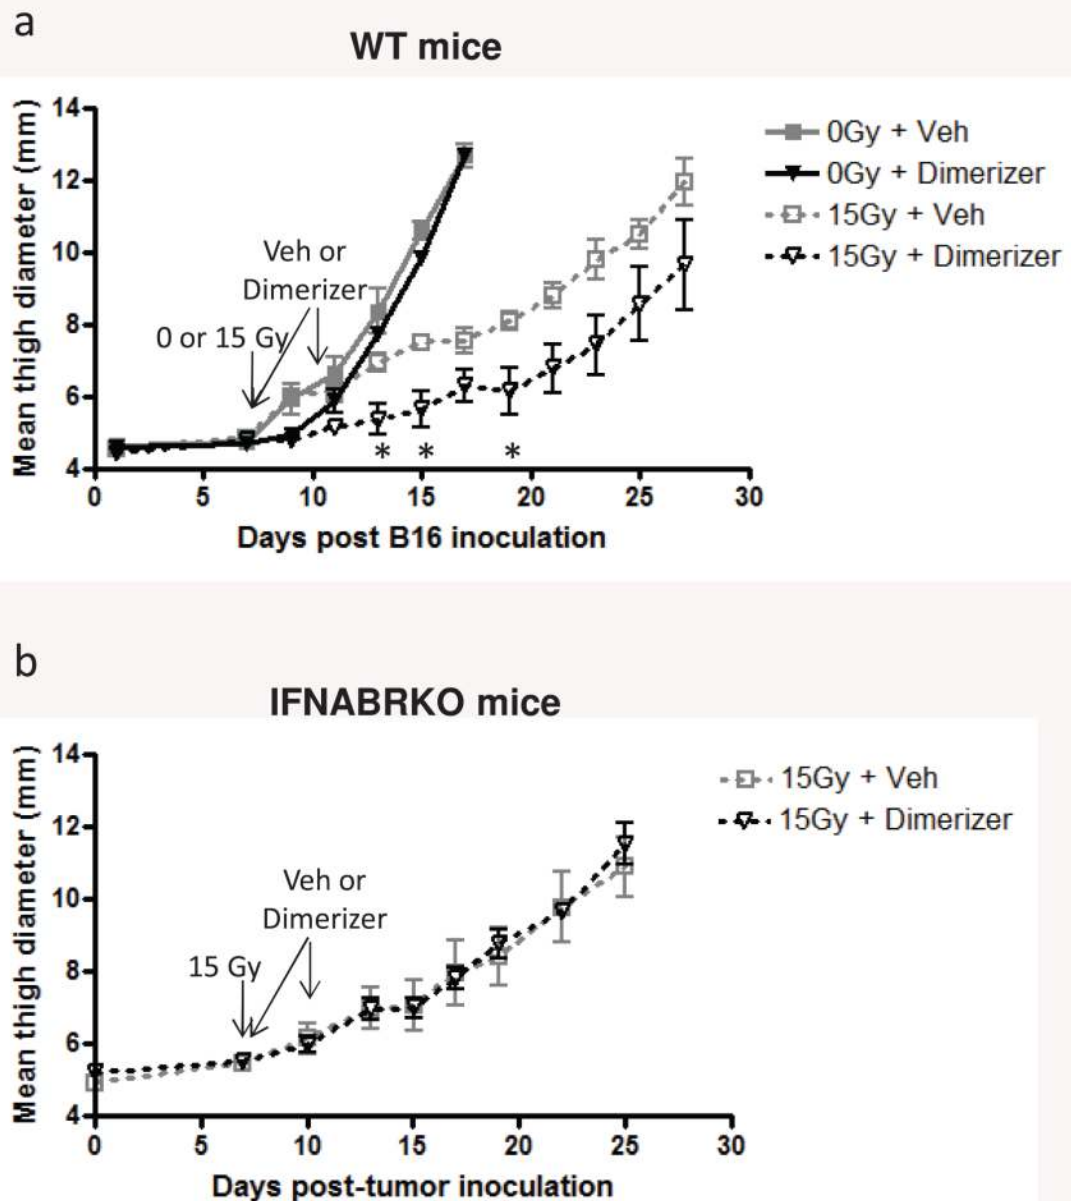 a
WT mice
Mean thigh diameter (mm)
14
12
10
8
6
4
0Gy + Veh
0Gy + Dimerizer
15Gy + Veh
15Gy + Dimerizer
Veh or
Dimerizer
0 or 15 Gy
* * *
0 5 10 15 20 25 30
Days post B16 inoculation
b
IFNABRKO mice
Mean thigh diameter (mm)
14
12
10
8
6
4
15Gy + Veh
15Gy + Dimerizer
Veh or
Dimerizer
15 Gy
0 5 10 15 20 25 30
Days post-tumor inoculation